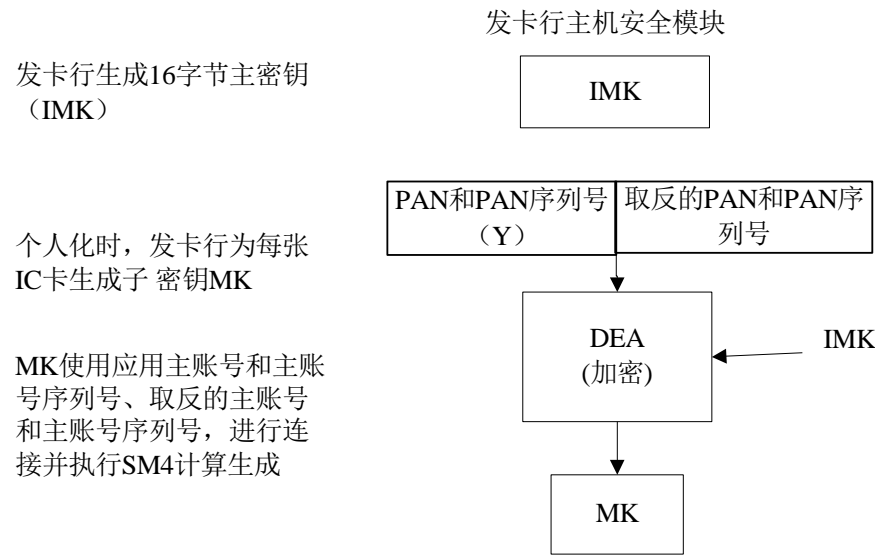 发卡行主机安全模块
发卡行生成16字节主密钥
（IMK）
IMK
PAN和PAN序列号
（Y）
取反的PAN和PAN序
列号
个人化时，发卡行为每张
IC卡生成子 密钥MK
DEA
(加密)
IMK
MK使用应用主账号和主账
号序列号、取反的主账号
和主账号序列号，进行连
接并执行SM4计算生成
MK